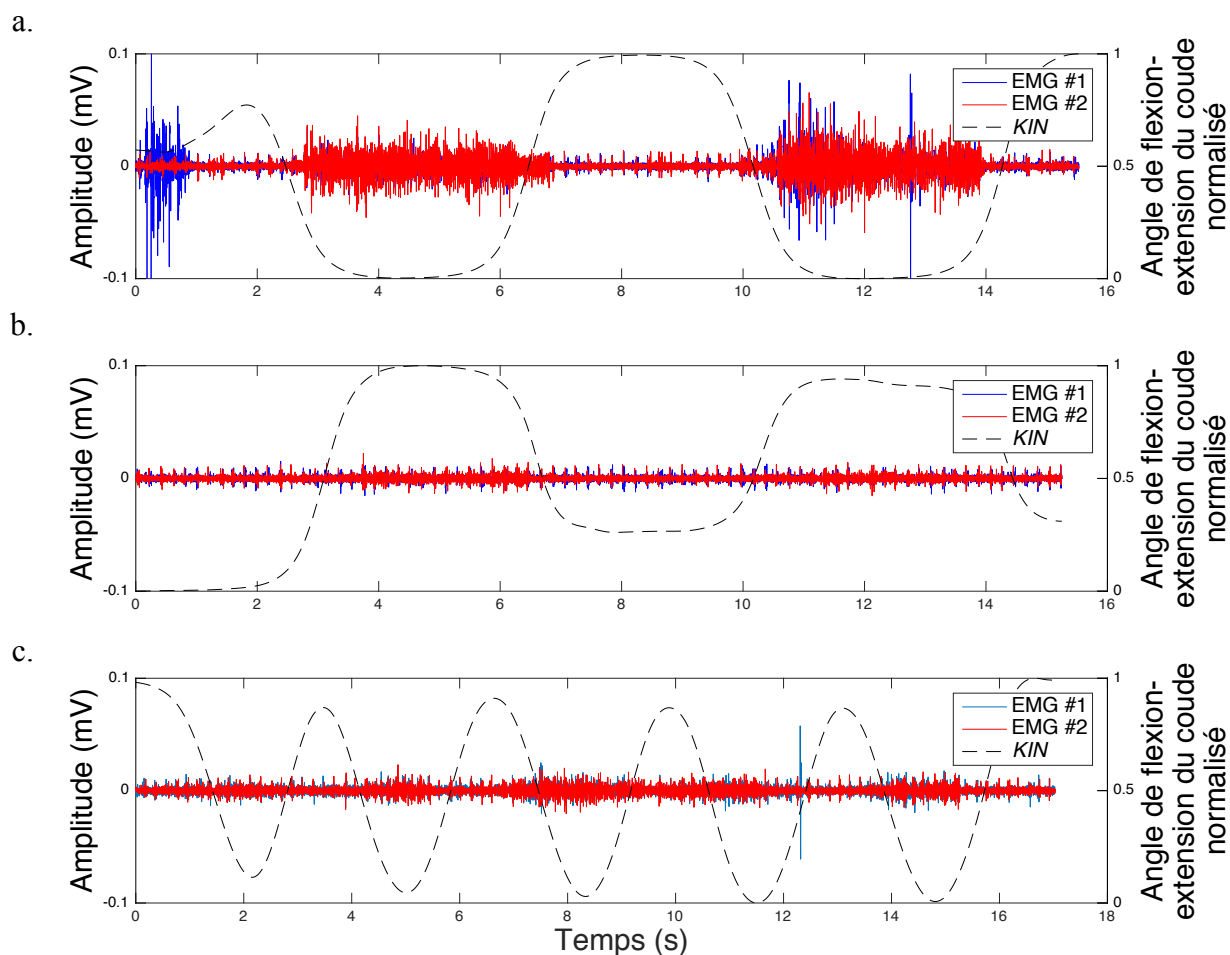 a.
Amplitude (mV)
0.1
0
-0.1
0 2 4 6 8 10 12 14 16
1
0.5
0
Angle de flexion-
extension du coude
normalisé
EMG #1
EMG #2
KIN
b.
Amplitude (mV)
0.1
0
-0.1
0 2 4 6 8 10 12 14 16
1
0.5
0
Angle de flexion-
extension du coude
normalisé
EMG #1
EMG #2
KIN
c.
Amplitude (mV)
0.1
0
-0.1
0 2 4 6 8 10 12 14 16 18
1
0.5
0
Angle de flexion-
extension du coude
normalisé
EMG #1
EMG #2
KIN
Temps (s)